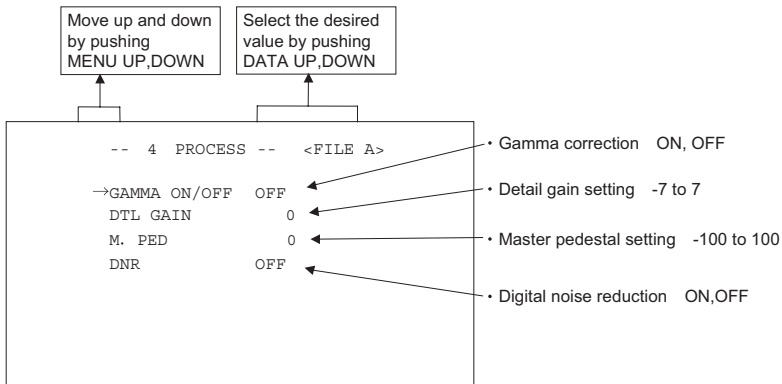 Move up and down
by pushing
MENU UP,DOWN
Select the desired
value by pushing
DATA UP,DOWN
-- 4 PROCESS -- <FILE A>
→GAMMA ON/OFF OFF
DTL GAIN 0
M. PED 0
DNR OFF
・Gamma correction ON, OFF
・Detail gain setting -7 to 7
・Master pedestal setting -100 to 100
・Digital noise reduction ON,OFF